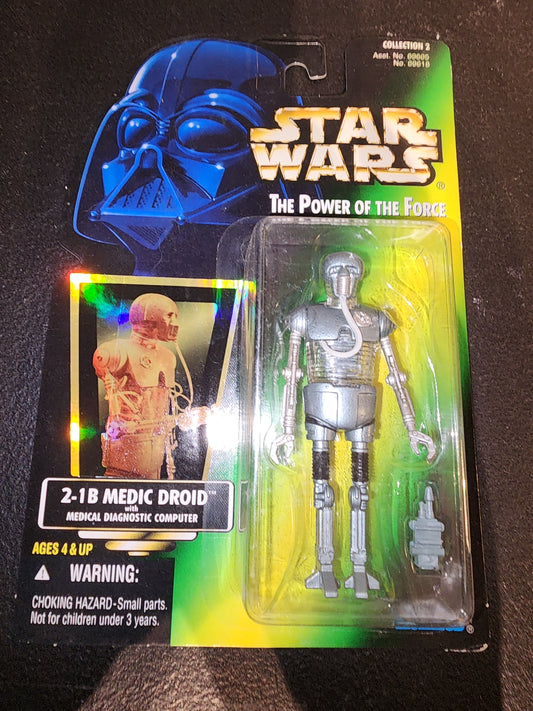 COLLECTION 2
Asst. No. 69605
No. 69618
STAR
WARS
®
THE POWER OF THE FORCE
2-1B MEDIC DROID™
with
MEDICAL DIAGNOSTIC COMPUTER
AGES 4 & UP
WARNING:
CHOKING HAZARD-Small parts.
Not for children under 3 years.
®